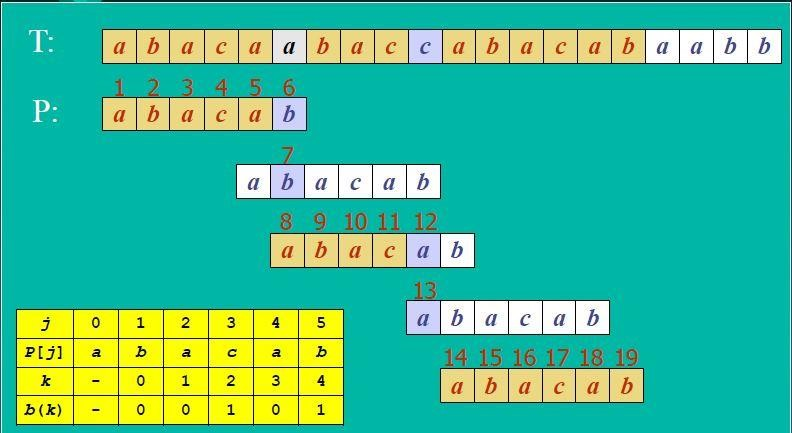 T: a b a c a a b a c c a b a c a b a a b b
1 2 3 4 5 6
P: a b a c a b
7
a b a c a b
8 9 10 11 12
a b a c a b
13
a b a c a b
14 15 16 17 18 19
a b a c a b
j 0 1 2 3 4 5
P[j] a b a c a b
k - 0 1 2 3 4
b(k) - 0 0 1 0 1